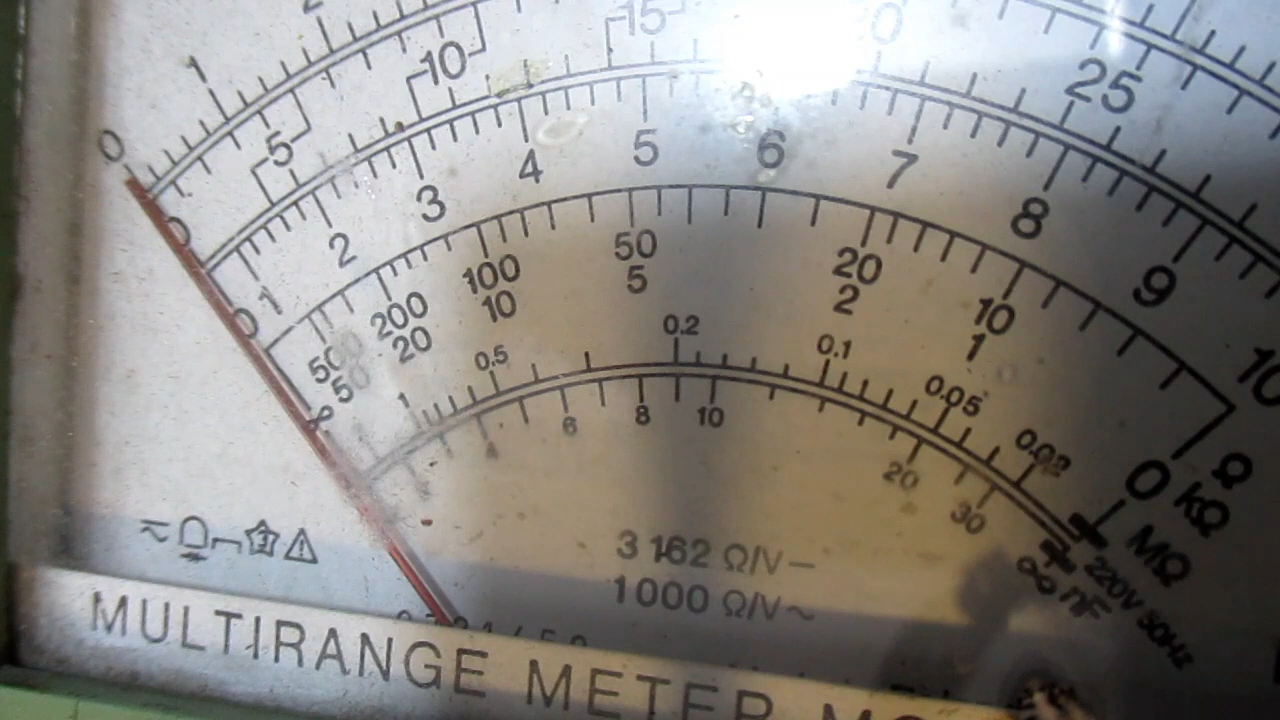 0 1 2
5 10 15 25
0 1 2 3 4 5 6 7 8 9 10
500 200 100 50 20 10 Ω
∞ 50 20 10 5 2 1 0 kΩ
MΩ
1 0.5 0.2 0.1 0.05 0.02
220V 50Hz
6 8 10 20 30 ∞ nF
3 162 Ω/V—
1000 Ω/V~
MULTIRANGE METER